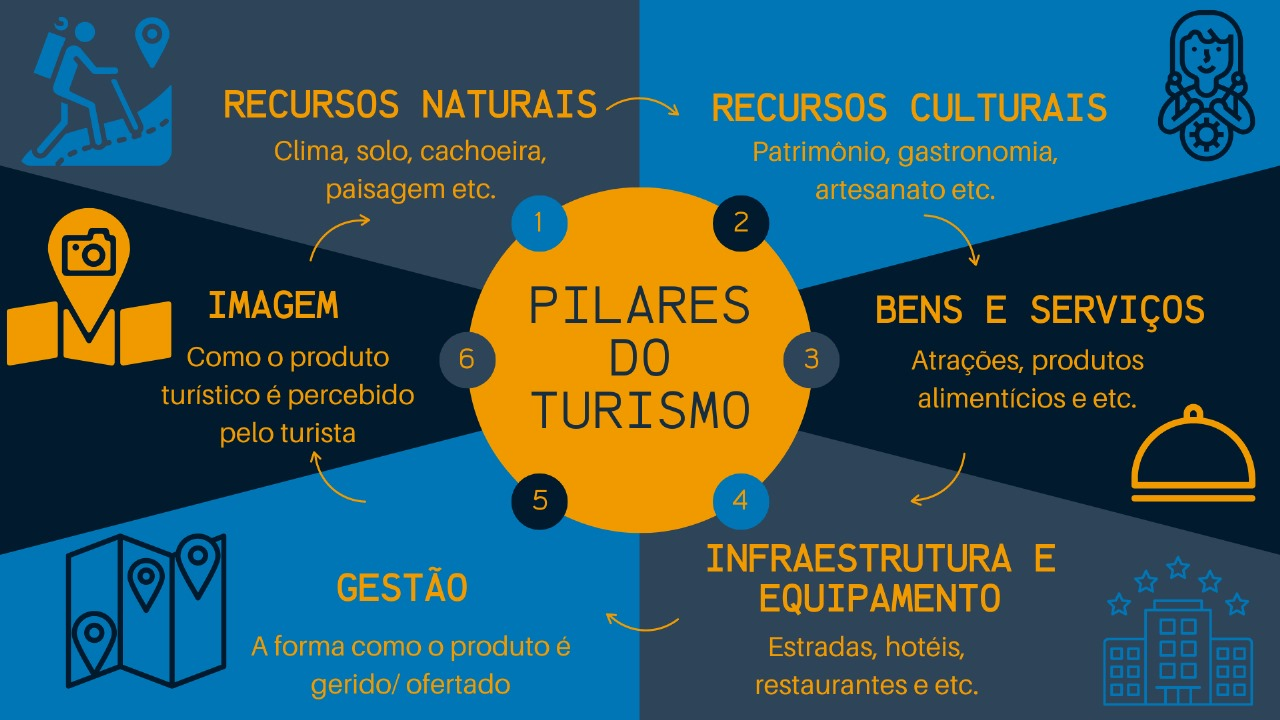 PILARES
DO
TURISMO
1
RECURSOS NATURAIS
Clima, solo, cachoeira,
paisagem etc.
2
RECURSOS CULTURAIS
Patrimônio, gastronomia,
artesanato etc.
3
BENS E SERVIÇOS
Atrações, produtos
alimentícios e etc.
4
INFRAESTRUTURA E
EQUIPAMENTO
Estradas, hotéis,
restaurantes e etc.
5
GESTÃO
A forma como o produto é
gerido/ ofertado
6
IMAGEM
Como o produto
turístico é percebido
pelo turista